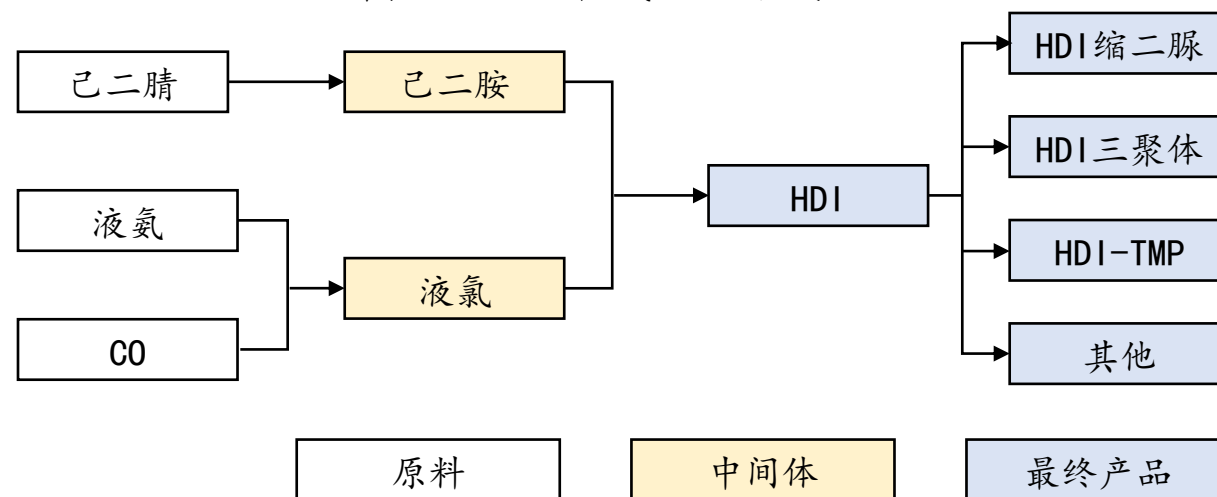 己二腈
己二胺
液氨
液氯
CO
HDI
HDI缩二脲
HDI三聚体
HDI-TMP
其他
原料
中间体
最终产品